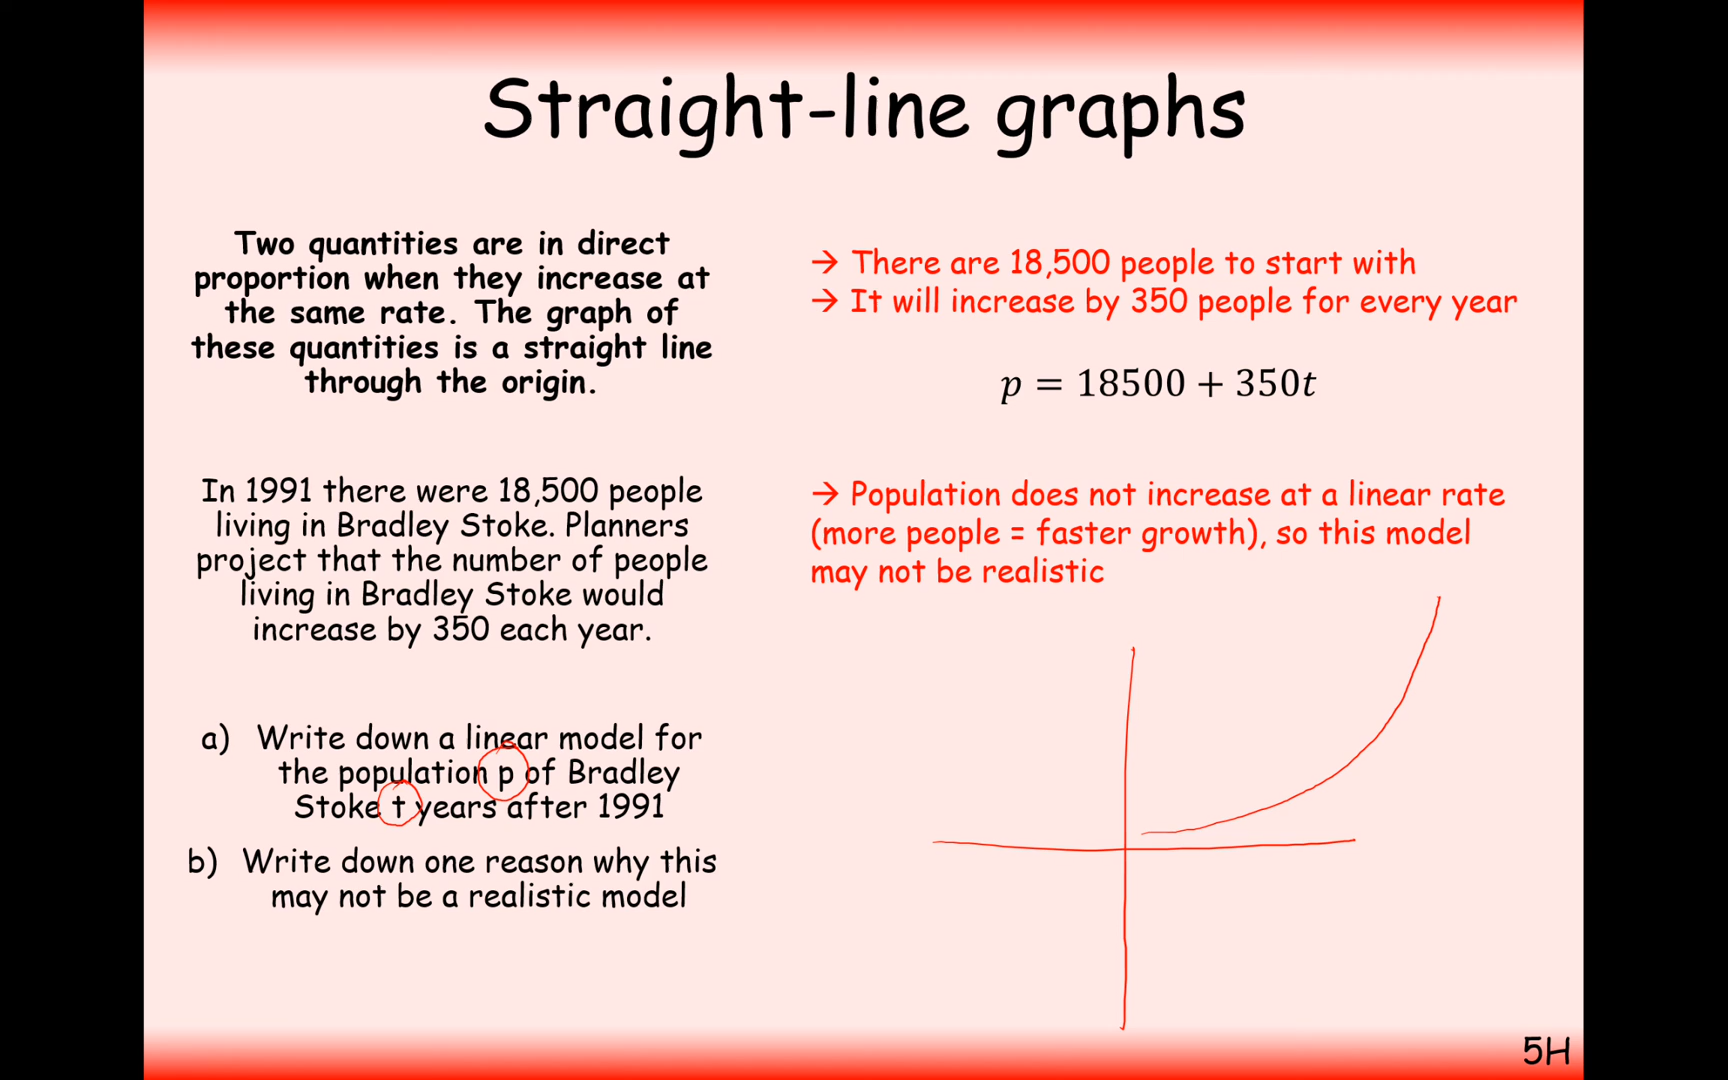 Straight-line graphs
Two quantities are in direct
proportion when they increase at
the same rate. The graph of
these quantities is a straight line
through the origin.
In 1991 there were 18,500 people
living in Bradley Stoke. Planners
project that the number of people
living in Bradley Stoke would
increase by 350 each year.
a) Write down a linear model for
the population p of Bradley
Stoke t years after 1991
b) Write down one reason why this
may not be a realistic model
→ There are 18,500 people to start with
→ It will increase by 350 people for every year
p = 18500 + 350t
→ Population does not increase at a linear rate
(more people = faster growth), so this model
may not be realistic
5H